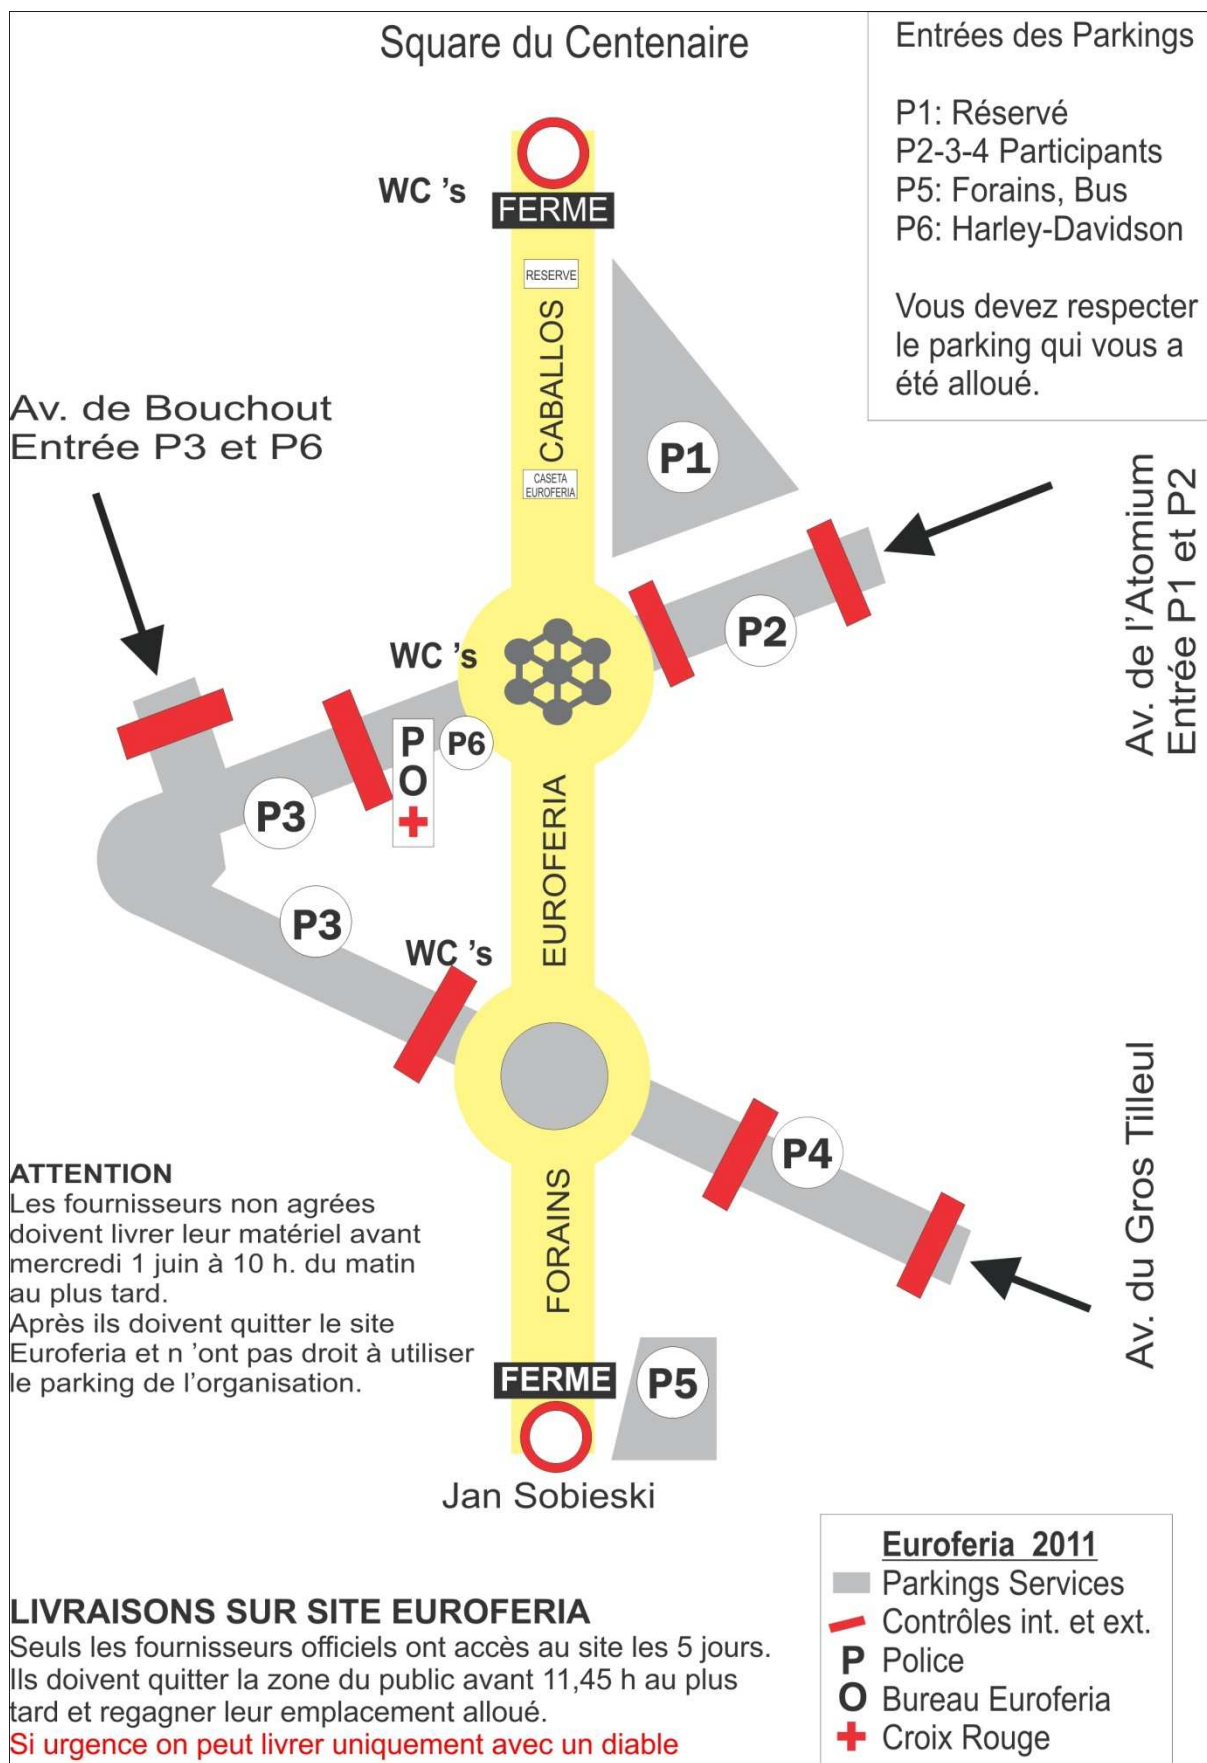 Square du Centenaire
Entrées des Parkings
P1: Réservé
P2-3-4 Participants
P5: Forains, Bus
P6: Harley-Davidson
Vous devez respecter
le parking qui vous a
été alloué.
WC 's
FERME
RESERVE
CABALLOS
CASETA
EUROFERIA
P1
Av. de Bouchout
Entrée P3 et P6
Av. de l'Atomium
Entrée P1 et P2
P2
WC 's
P
O
P6
P3
EUROFERIA
P3
WC 's
P4
Av. du Gros Tilleul
FORAINS
ATTENTION
Les fournisseurs non agrées
doivent livrer leur matériel avant
mercredi 1 juin à 10 h. du matin
au plus tard.
Après ils doivent quitter le site
Euroferia et n 'ont pas droit à utiliser
le parking de l'organisation.
FERME
P5
Jan Sobieski
LIVRAISONS SUR SITE EUROFERIA
Seuls les fournisseurs officiels ont accès au site les 5 jours.
Ils doivent quitter la zone du public avant 11,45 h au plus
tard et regagner leur emplacement alloué.
Si urgence on peut livrer uniquement avec un diable
Euroferia 2011
Parkings Services
Contrôles int. et ext.
P Police
O Bureau Euroferia
Croix Rouge